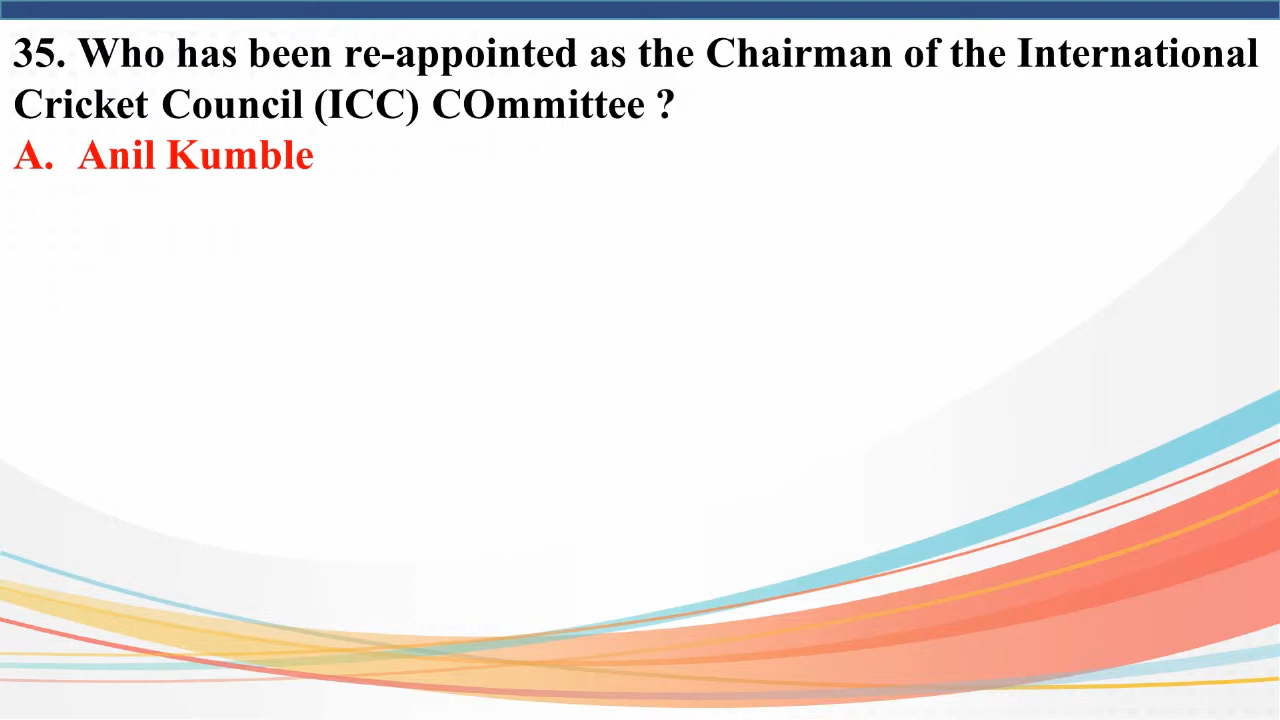 35. Who has been re-appointed as the Chairman of the International
Cricket Council (ICC) COmmittee ?
A. Anil Kumble